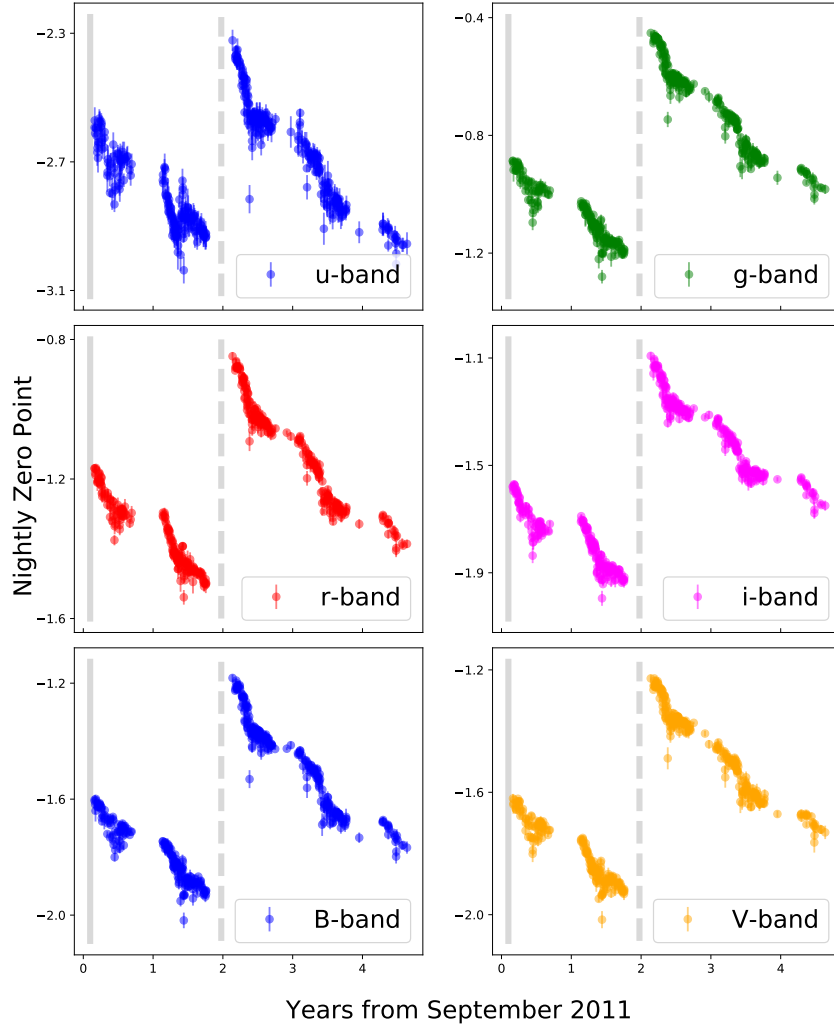 −2.3
−2.7
−3.1
u-band
−0.4
−0.8
−1.2
g-band
Nightly Zero Point
−0.8
−1.2
−1.6
r-band
−1.1
−1.5
−1.9
i-band
−1.2
−1.6
−2.0
B-band
0 1 2 3 4
−1.2
−1.6
−2.0
V-band
0 1 2 3 4
Years from September 2011